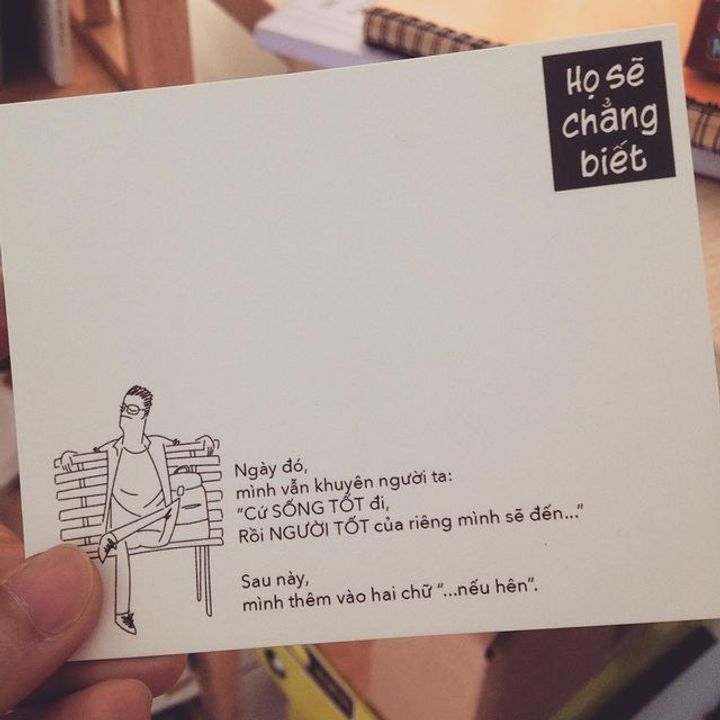 Họ sẽ
chẳng
biết
Ngày đó,
mình vẫn khuyên người ta:
"Cứ SỐNG TỐT đi,
Rồi NGƯỜI TỐT của riêng mình sẽ đến..."
Sau này,
mình thêm vào hai chữ "...nếu hên".